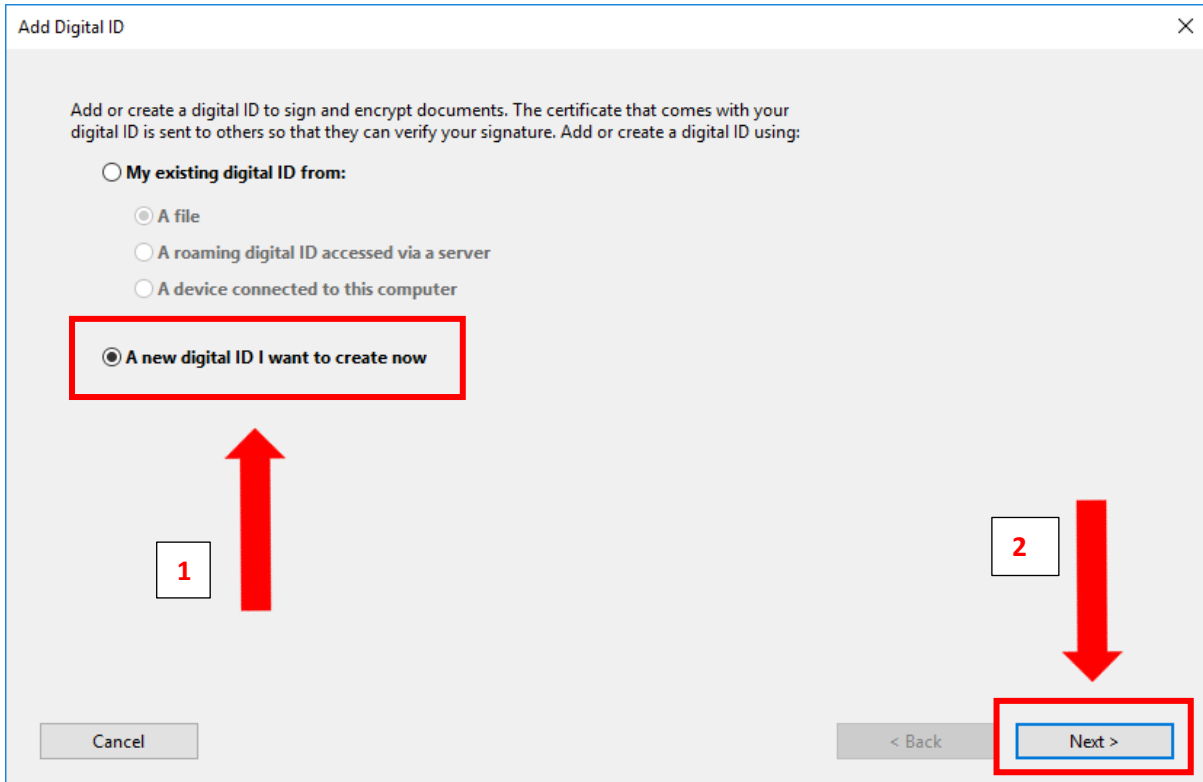 Add Digital ID
Add or create a digital ID to sign and encrypt documents. The certificate that comes with your
digital ID is sent to others so that they can verify your signature. Add or create a digital ID using:
My existing digital ID from:
A file
A roaming digital ID accessed via a server
A device connected to this computer
A new digital ID I want to create now
1
2
Cancel
< Back
Next >